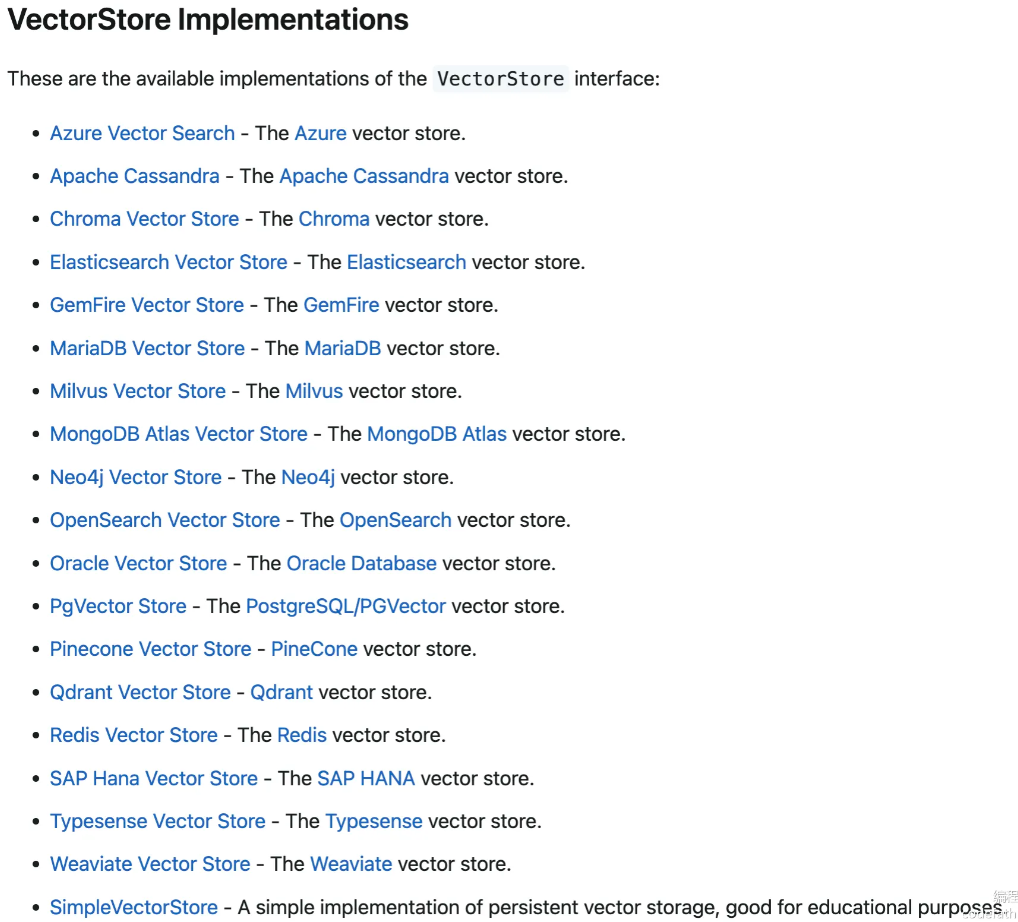 VectorStore Implementations
These are the available implementations of the VectorStore interface:
• Azure Vector Search - The Azure vector store.
• Apache Cassandra - The Apache Cassandra vector store.
• Chroma Vector Store - The Chroma vector store.
• Elasticsearch Vector Store - The Elasticsearch vector store.
• GemFire Vector Store - The GemFire vector store.
• MariaDB Vector Store - The MariaDB vector store.
• Milvus Vector Store - The Milvus vector store.
• MongoDB Atlas Vector Store - The MongoDB Atlas vector store.
• Neo4j Vector Store - The Neo4j vector store.
• OpenSearch Vector Store - The OpenSearch vector store.
• Oracle Vector Store - The Oracle Database vector store.
• PgVector Store - The PostgreSQL/PGVector vector store.
• Pinecone Vector Store - PineCone vector store.
• Qdrant Vector Store - Qdrant vector store.
• Redis Vector Store - The Redis vector store.
• SAP Hana Vector Store - The SAP HANA vector store.
• Typesense Vector Store - The Typesense vector store.
• Weaviate Vector Store - The Weaviate vector store.
• SimpleVectorStore - A simple implementation of persistent vector storage, good for educational purposes.
编程